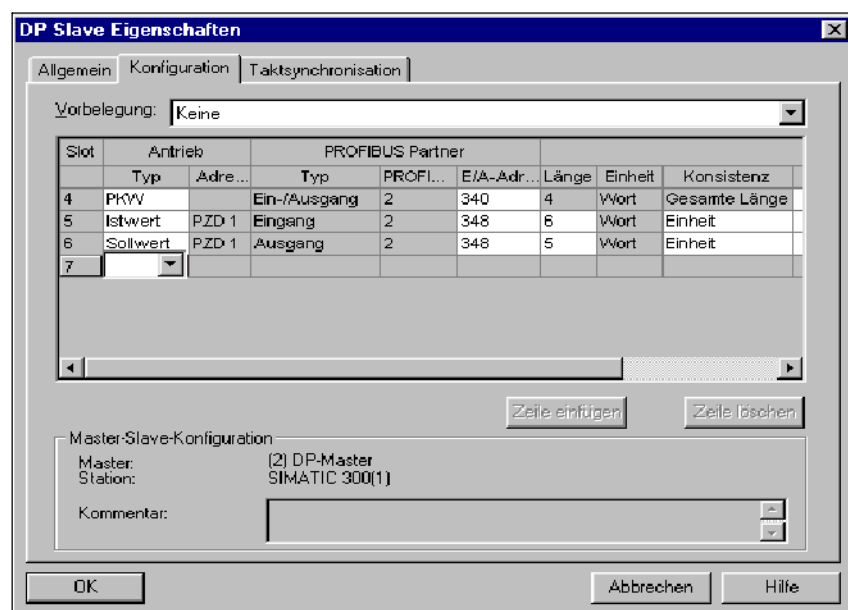 DP Slave Eigenschaften
Allgemein Konfiguration Taktsynchronisation
Vorbelegung: Keine
Slot Antrieb PROFIBUS Partner
Typ Adre... Typ PROFI... E/A-Adr... Länge Einheit Konsistenz
4 PKW Ein-/Ausgang 2 340 4 Wort Gesamte Länge
5 Istwert PZD 1 Eingang 2 348 6 Wort Einheit
6 Sollwert PZD 1 Ausgang 2 348 5 Wort Einheit
7
Zeile einfügen Zeile löschen
Master-Slave-Konfiguration
Master: (2) DP-Master
Station: SIMATIC 300(1)
Kommentar:
OK Abbrechen Hilfe